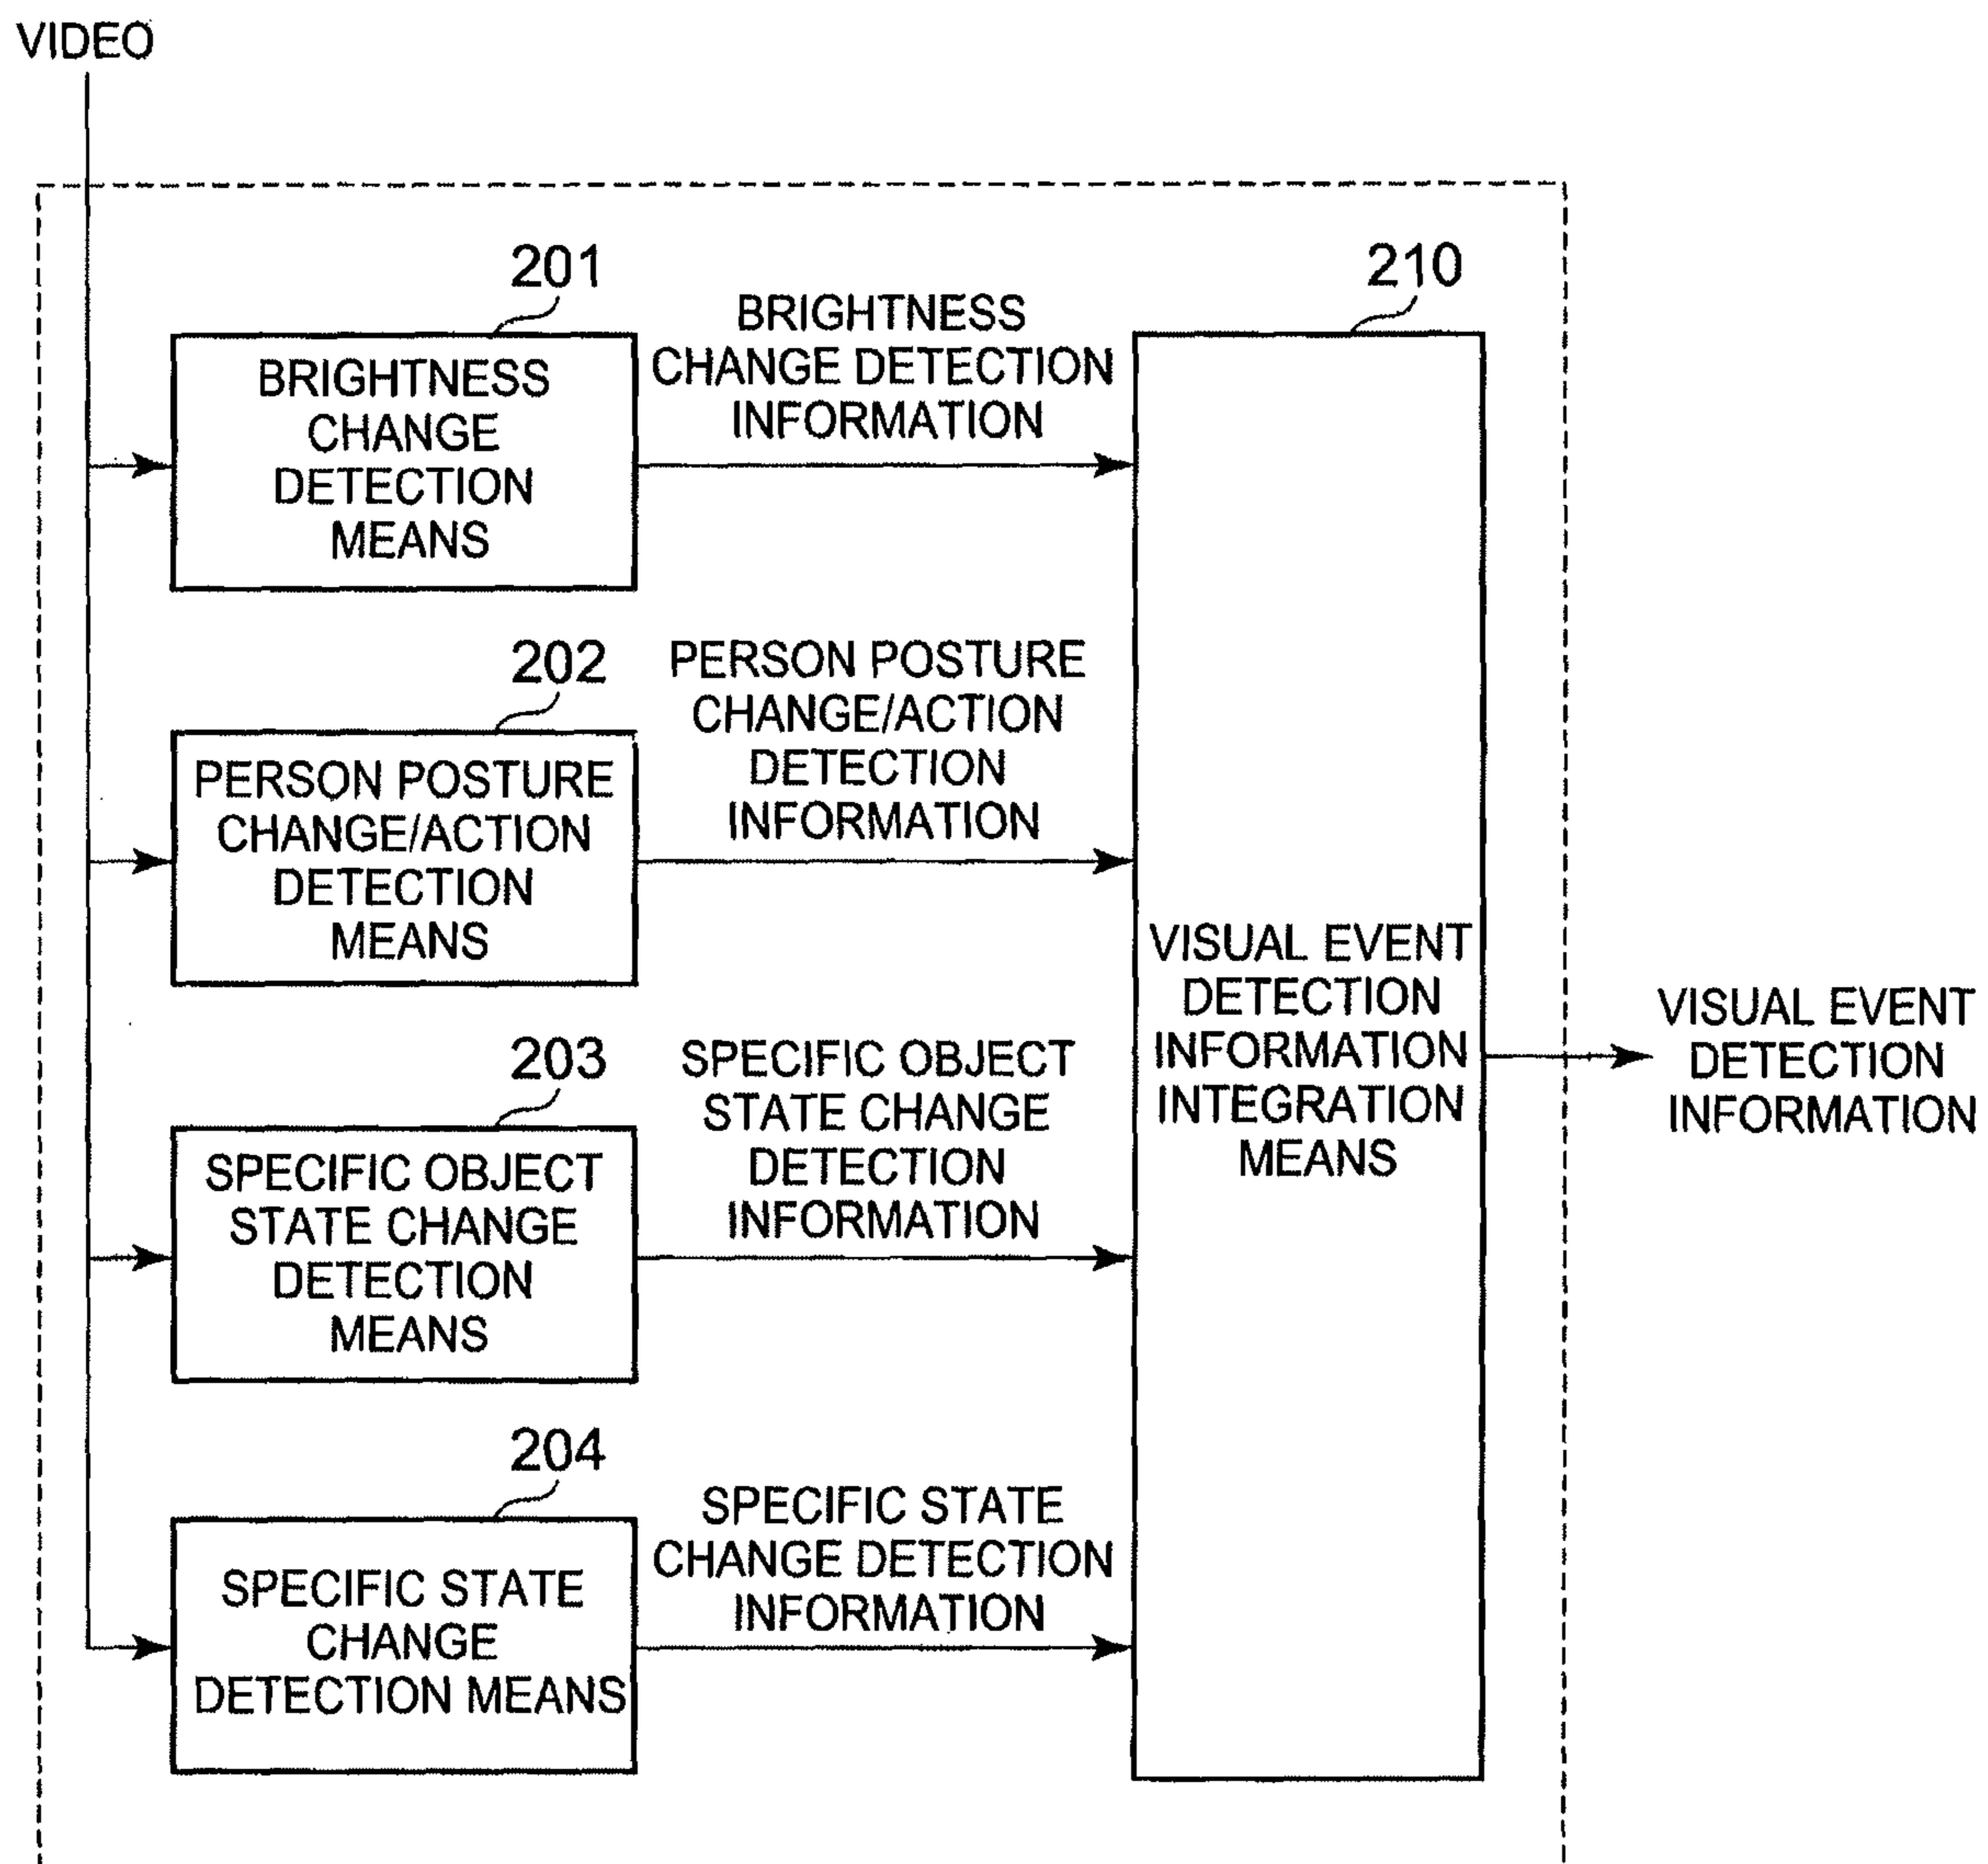 VIDEO
201
BRIGHTNESS
CHANGE
DETECTION
MEANS
BRIGHTNESS
CHANGE DETECTION
INFORMATION
202
PERSON POSTURE
CHANGE/ACTION
DETECTION
MEANS
PERSON POSTURE
CHANGE/ACTION
DETECTION
INFORMATION
203
SPECIFIC OBJECT
STATE CHANGE
DETECTION
MEANS
SPECIFIC OBJECT
STATE CHANGE
DETECTION
INFORMATION
204
SPECIFIC STATE
CHANGE
DETECTION MEANS
SPECIFIC STATE
CHANGE DETECTION
INFORMATION
210
VISUAL EVENT
DETECTION
INFORMATION
INTEGRATION
MEANS
VISUAL EVENT
DETECTION
INFORMATION